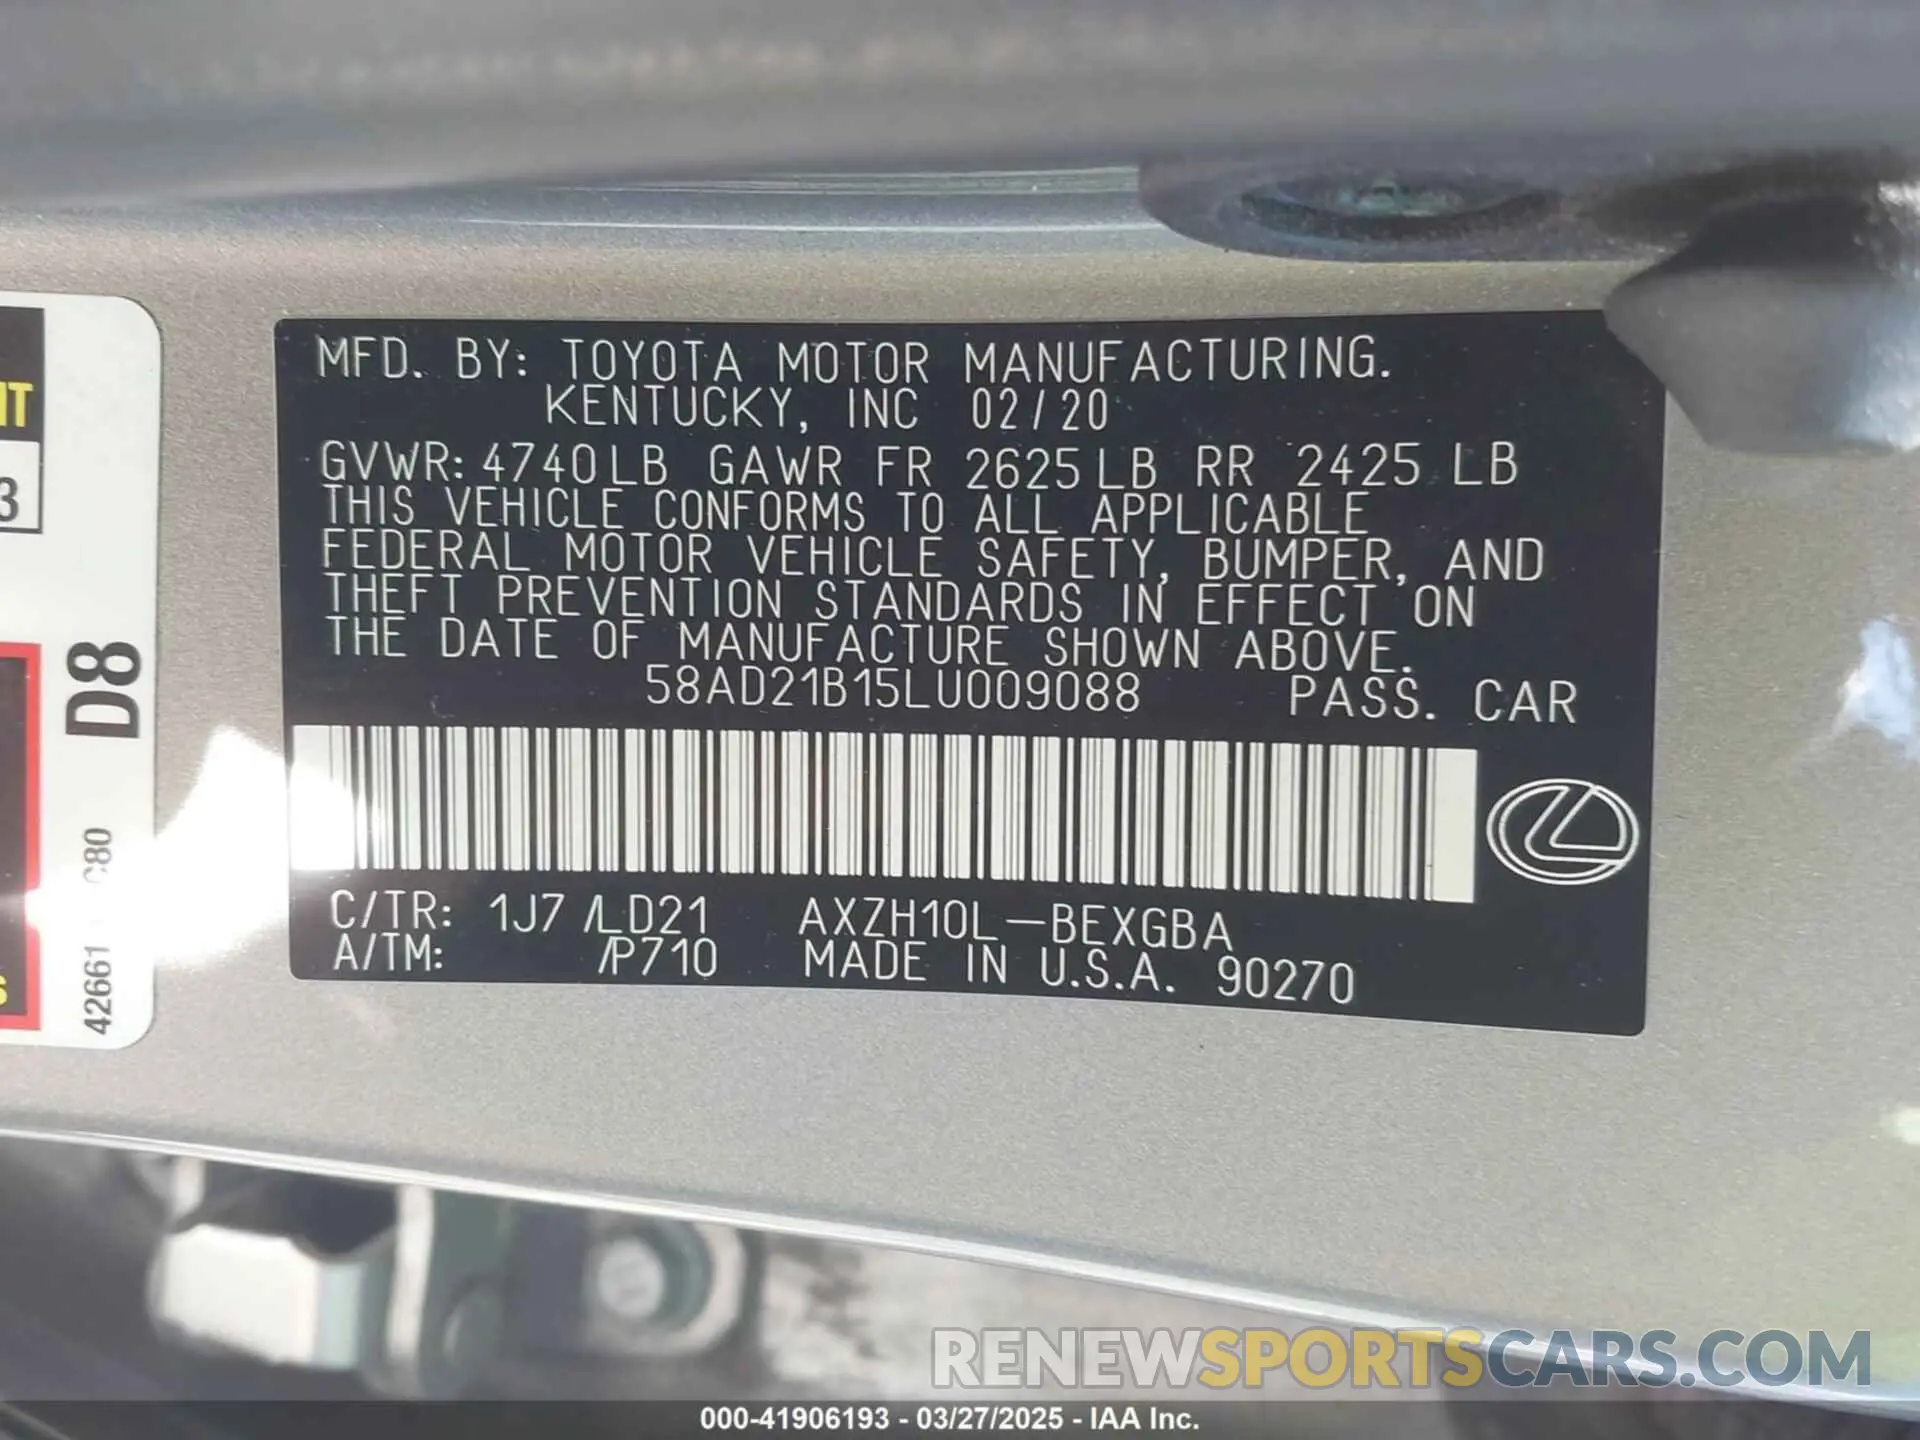 MFD. BY: TOYOTA MOTOR MANUFACTURING.
KENTUCKY, INC 02/20
GVWR: 4740LB GAWR FR 2625LB RR 2425 LB
THIS VEHICLE CONFORMS TO ALL APPLICABLE
FEDERAL MOTOR VEHICLE SAFETY, BUMPER, AND
THEFT PREVENTION STANDARDS IN EFFECT ON
THE DATE OF MANUFACTURE SHOWN ABOVE.
58AD21B15LU009088 PASS. CAR
C/TR: 1J7 /LD21 AXZH10L-BEXGBA
A/TM: /P710 MADE IN U.S.A. 90270
IT
3
D8
42661
S
RENEWSPORTSCARS.COM
000-41906193 - 03/27/2025 - IAA Inc.